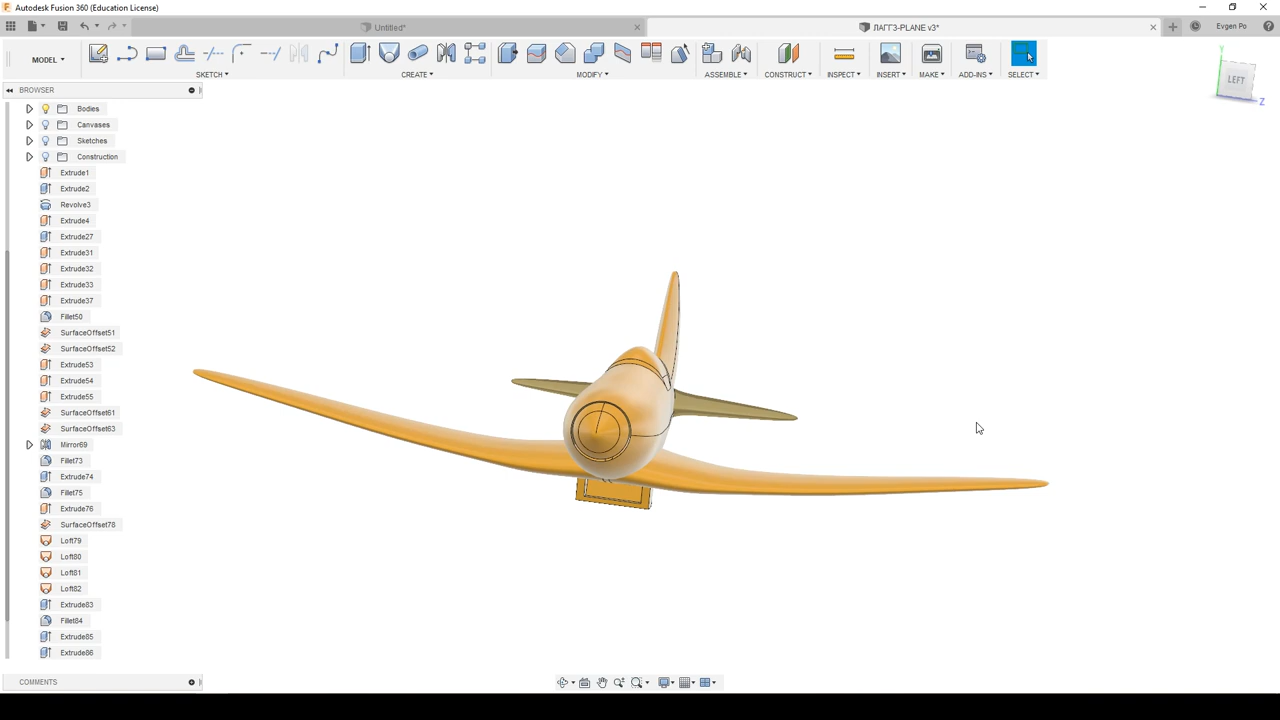 Autodesk Fusion 360 (Education License)
Untitled*
ЛАГГ3-PLANE v3*
Evgen Po
MODEL
SKETCH
CREATE
MODIFY
ASSEMBLE
CONSTRUCT
INSPECT
INSERT
MAKE
ADD-INS
SELECT
Y
LEFT
Z
BROWSER
Bodies
Canvases
Sketches
Construction
Extrude1
Extrude2
Revolve3
Extrude4
Extrude27
Extrude31
Extrude32
Extrude33
Extrude37
Fillet50
SurfaceOffset51
SurfaceOffset52
Extrude53
Extrude54
Extrude55
SurfaceOffset61
SurfaceOffset63
Mirror69
Fillet73
Extrude74
Fillet75
Extrude76
SurfaceOffset78
Loft79
Loft80
Loft81
Loft82
Extrude83
Fillet84
Extrude85
Extrude86
COMMENTS